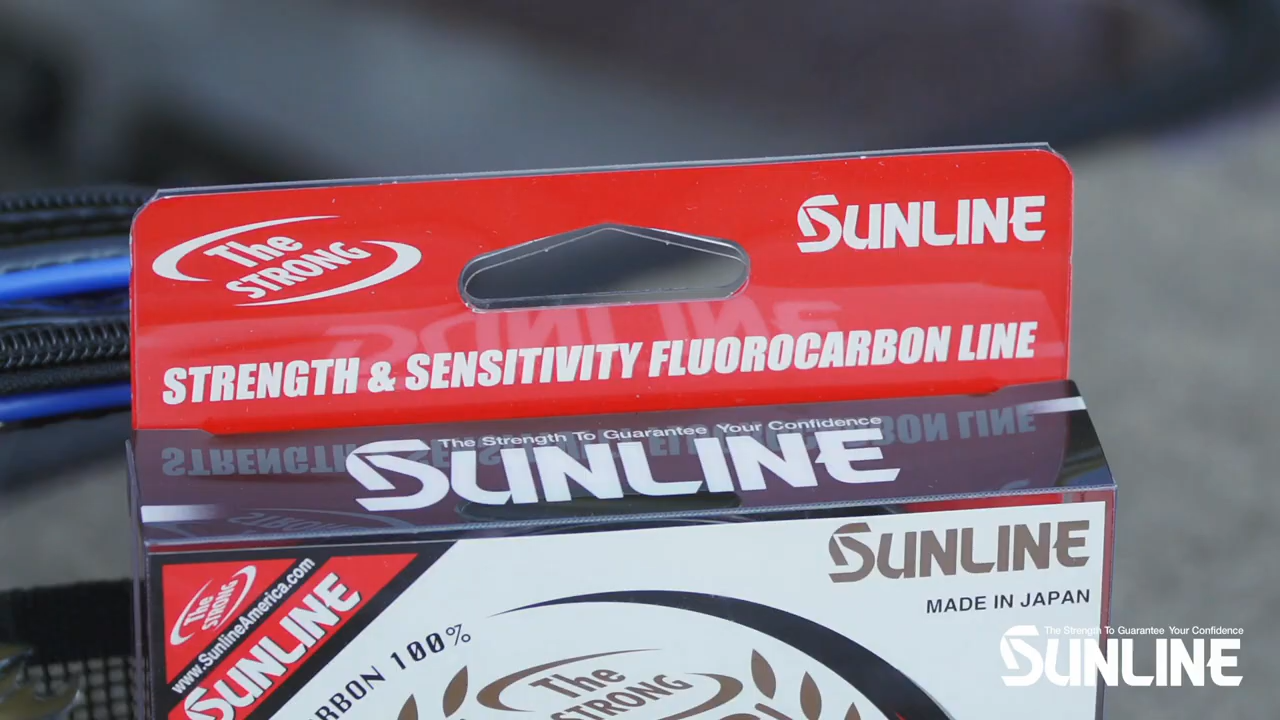 The STRONG
SUNLINE
STRENGTH & SENSITIVITY FLUOROCARBON LINE
The Strength To Guarantee Your Confidence
SUNLINE
SUNLINE
MADE IN JAPAN
The STRONG
www.SunlineAmerica.com
SUNLINE
100%
The STRONG
The Strength To Guarantee Your Confidence
SUNLINE